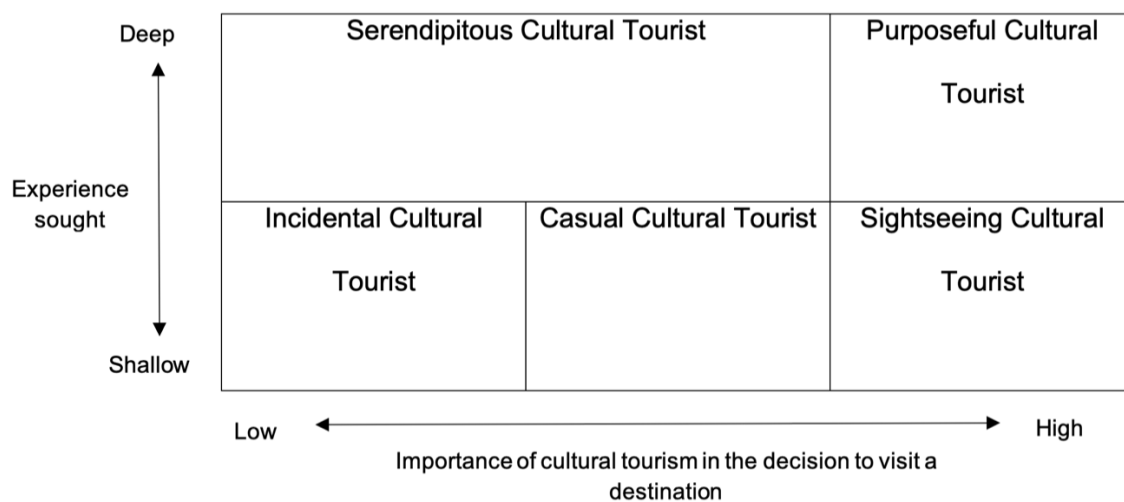 Deep
Serendipitous Cultural Tourist
Purposeful Cultural
Tourist
Experience
sought
Incidental Cultural
Tourist
Casual Cultural Tourist
Sightseeing Cultural
Tourist
Shallow
Low
High
Importance of cultural tourism in the decision to visit a
destination